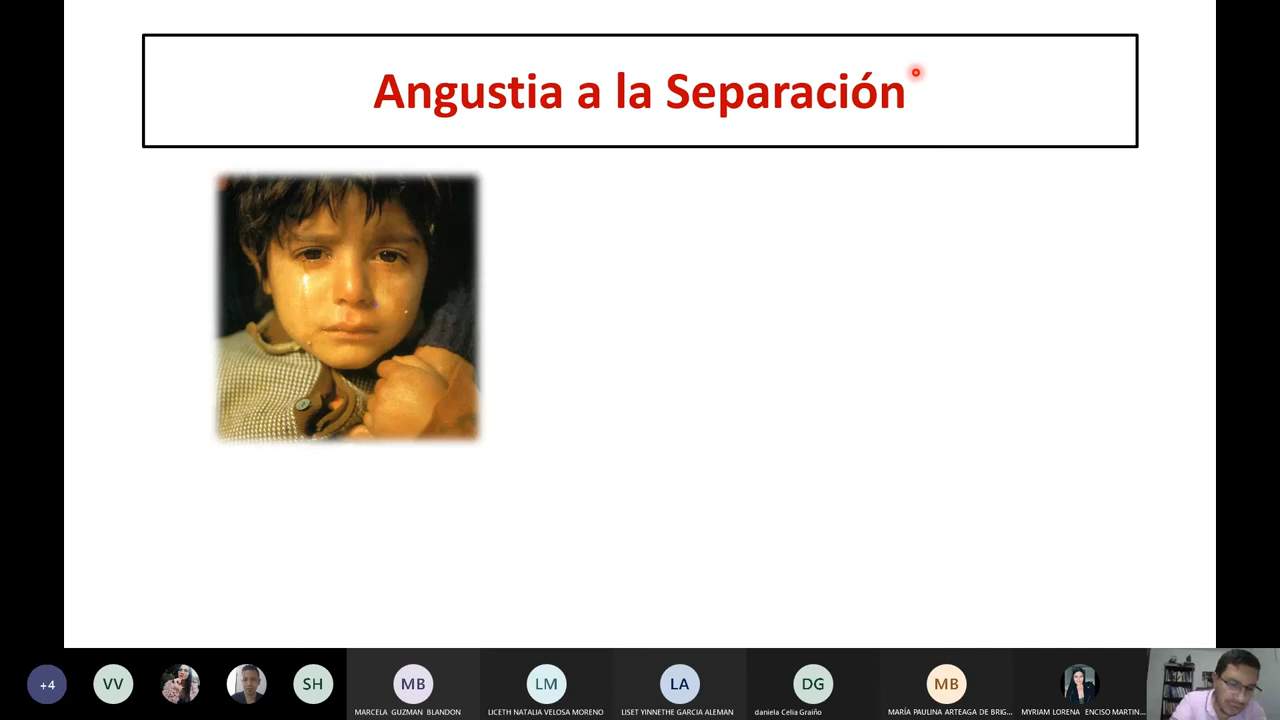 Angustia a la Separación
+4
VV
SH
MB
LM
LA
DG
MB
MARCELA GUZMAN BLANDON
LICETH NATALIA VELOSA MORENO
LISET YINNETHE GARCIA ALEMAN
daniela Celia Graiño
MARÍA PAULINA ARTEAGA DE BRIG...
MYRIAM LORENA ENCISO MARTIN...